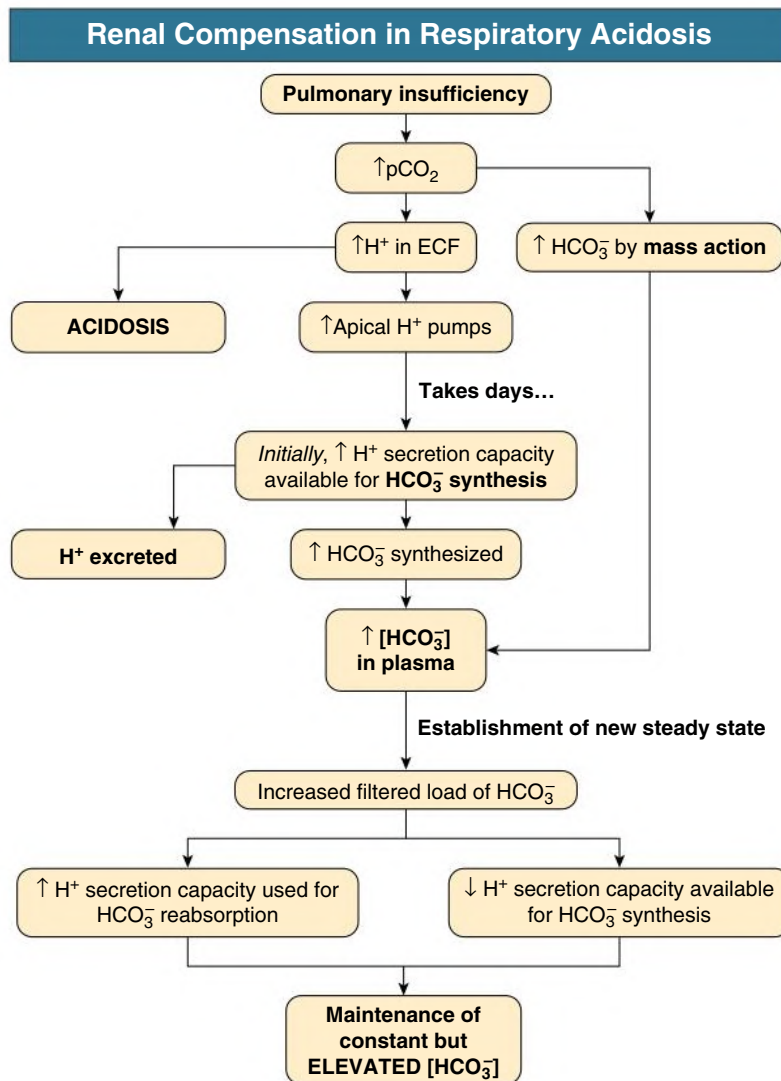 Renal Compensation in Respiratory Acidosis
Pulmonary insufficiency
↑pCO₂
↑H⁺ in ECF
↑ HCO₃⁻ by mass action
ACIDOSIS
↑Apical H⁺ pumps
Takes days…
Initially, ↑ H⁺ secretion capacity
available for HCO₃⁻ synthesis
H⁺ excreted
↑ HCO₃⁻ synthesized
↑ [HCO₃⁻]
in plasma
Establishment of new steady state
Increased filtered load of HCO₃⁻
↑ H⁺ secretion capacity used for
HCO₃⁻ reabsorption
↓ H⁺ secretion capacity available
for HCO₃⁻ synthesis
Maintenance of
constant but
ELEVATED [HCO₃⁻]